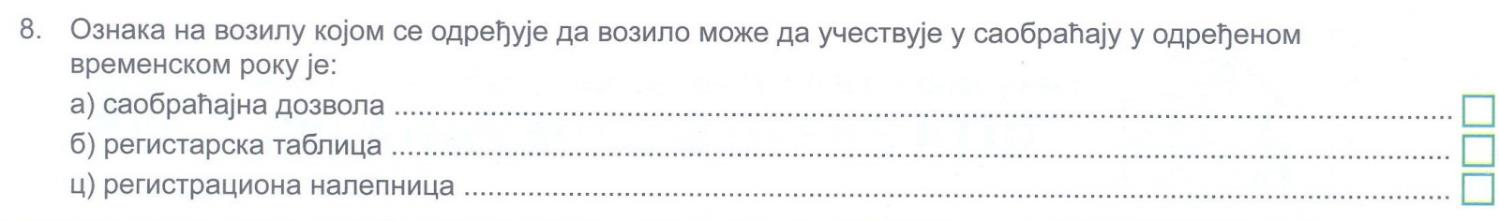 8. Ознака на возилу којом се одређује да возило може да учествује у саобраћају у одређеном
временском року је:
а) саобраћајна дозвола ....................
б) регистарска таблица ....................
ц) регистрациона налепница ....................